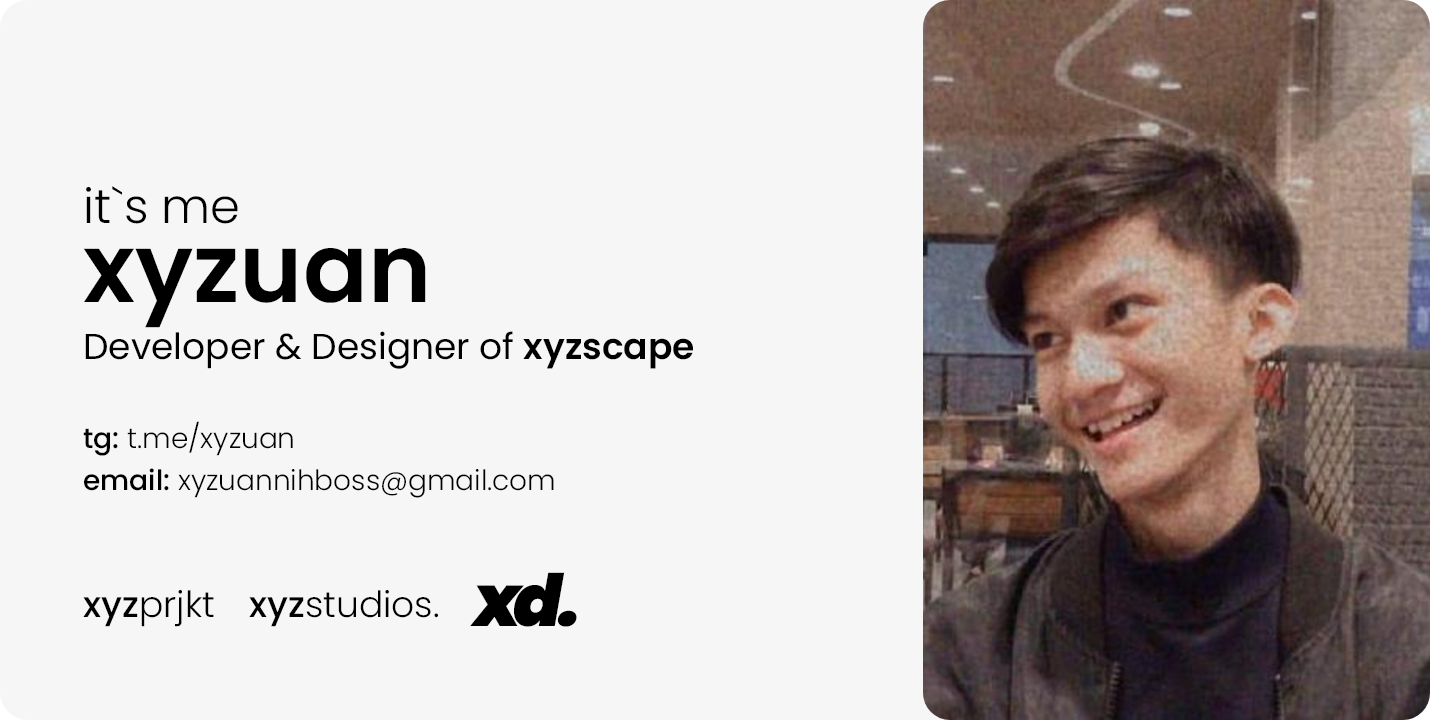 it`s me
xyzuan
Developer & Designer of xyzscape
tg: t.me/xyzuan
email: xyzuannihboss@gmail.com
xyzprjkt xyzstudios. xd.